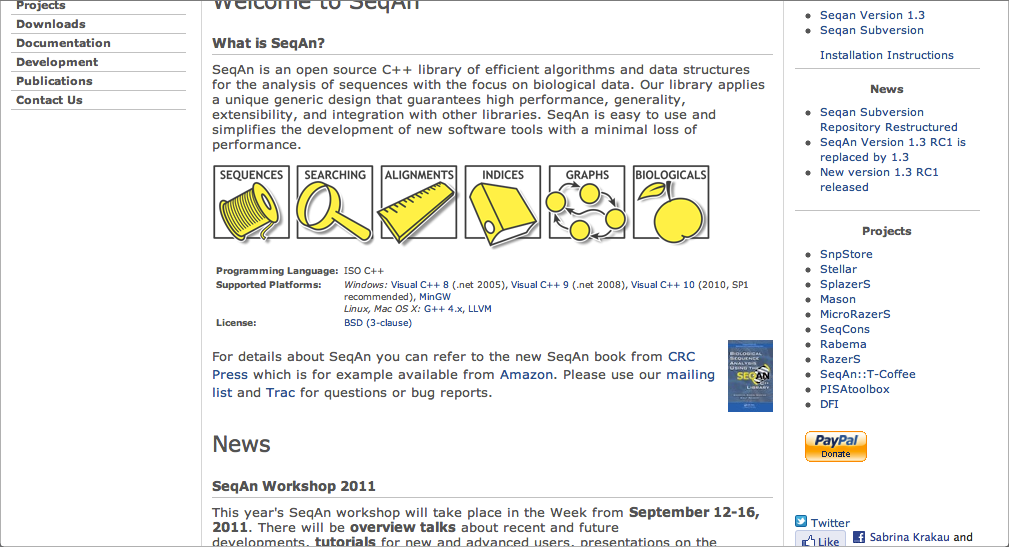 Projects
Downloads
Documentation
Development
Publications
Contact Us
Welcome to SeqAn
What is SeqAn?
SeqAn is an open source C++ library of efficient algorithms and data structures
for the analysis of sequences with the focus on biological data. Our library applies
a unique generic design that guarantees high performance, generality,
extensibility, and integration with other libraries. SeqAn is easy to use and
simplifies the development of new software tools with a minimal loss of
performance.
SEQUENCES SEARCHING ALIGNMENTS INDICES GRAPHS BIOLOGICALS
Programming Language: ISO C++
Supported Platforms: Windows: Visual C++ 8 (.net 2005), Visual C++ 9 (.net 2008), Visual C++ 10 (2010, SP1
recommended), MinGW
Linux, Mac OS X: G++ 4.x, LLVM
License: BSD (3-clause)
For details about SeqAn you can refer to the new SeqAn book from CRC
Press which is for example available from Amazon. Please use our mailing
list and Trac for questions or bug reports.
BIOLOGICAL
SEQUENCE
ANALYSIS
USING THE
SEQAN
C++
LIBRARY
News
SeqAn Workshop 2011
This year's SeqAn workshop will take place in the Week from September 12-16,
2011. There will be overview talks about recent and future
developments, tutorials for new and advanced users, presentations on the
Seqan Version 1.3
Seqan Subversion
Installation Instructions
News
Seqan Subversion
Repository Restructured
SeqAn Version 1.3 RC1 is
replaced by 1.3
New version 1.3 RC1
released
Projects
SnpStore
Stellar
SplazerS
Mason
MicroRazerS
SeqCons
Rabema
RazerS
SeqAn::T-Coffee
PISAtoolbox
DFI
PayPal
Donate
Twitter
Like Sabrina Krakau and